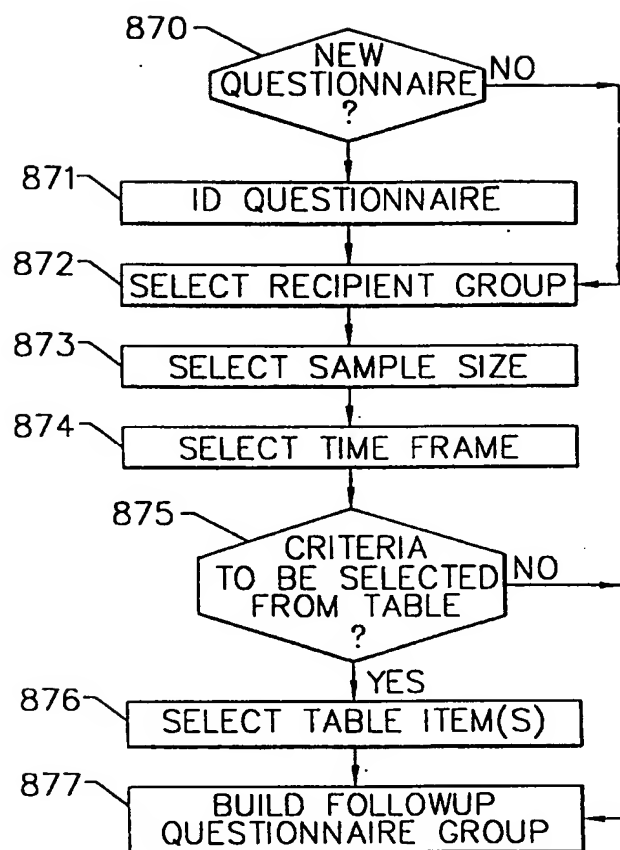 870
NEW
QUESTIONNAIRE
?
NO
871
ID QUESTIONNAIRE
872
SELECT RECIPIENT GROUP
873
SELECT SAMPLE SIZE
874
SELECT TIME FRAME
875
CRITERIA
TO BE SELECTED
FROM TABLE
?
NO
YES
876
SELECT TABLE ITEM(S)
877
BUILD FOLLOWUP
QUESTIONNAIRE GROUP